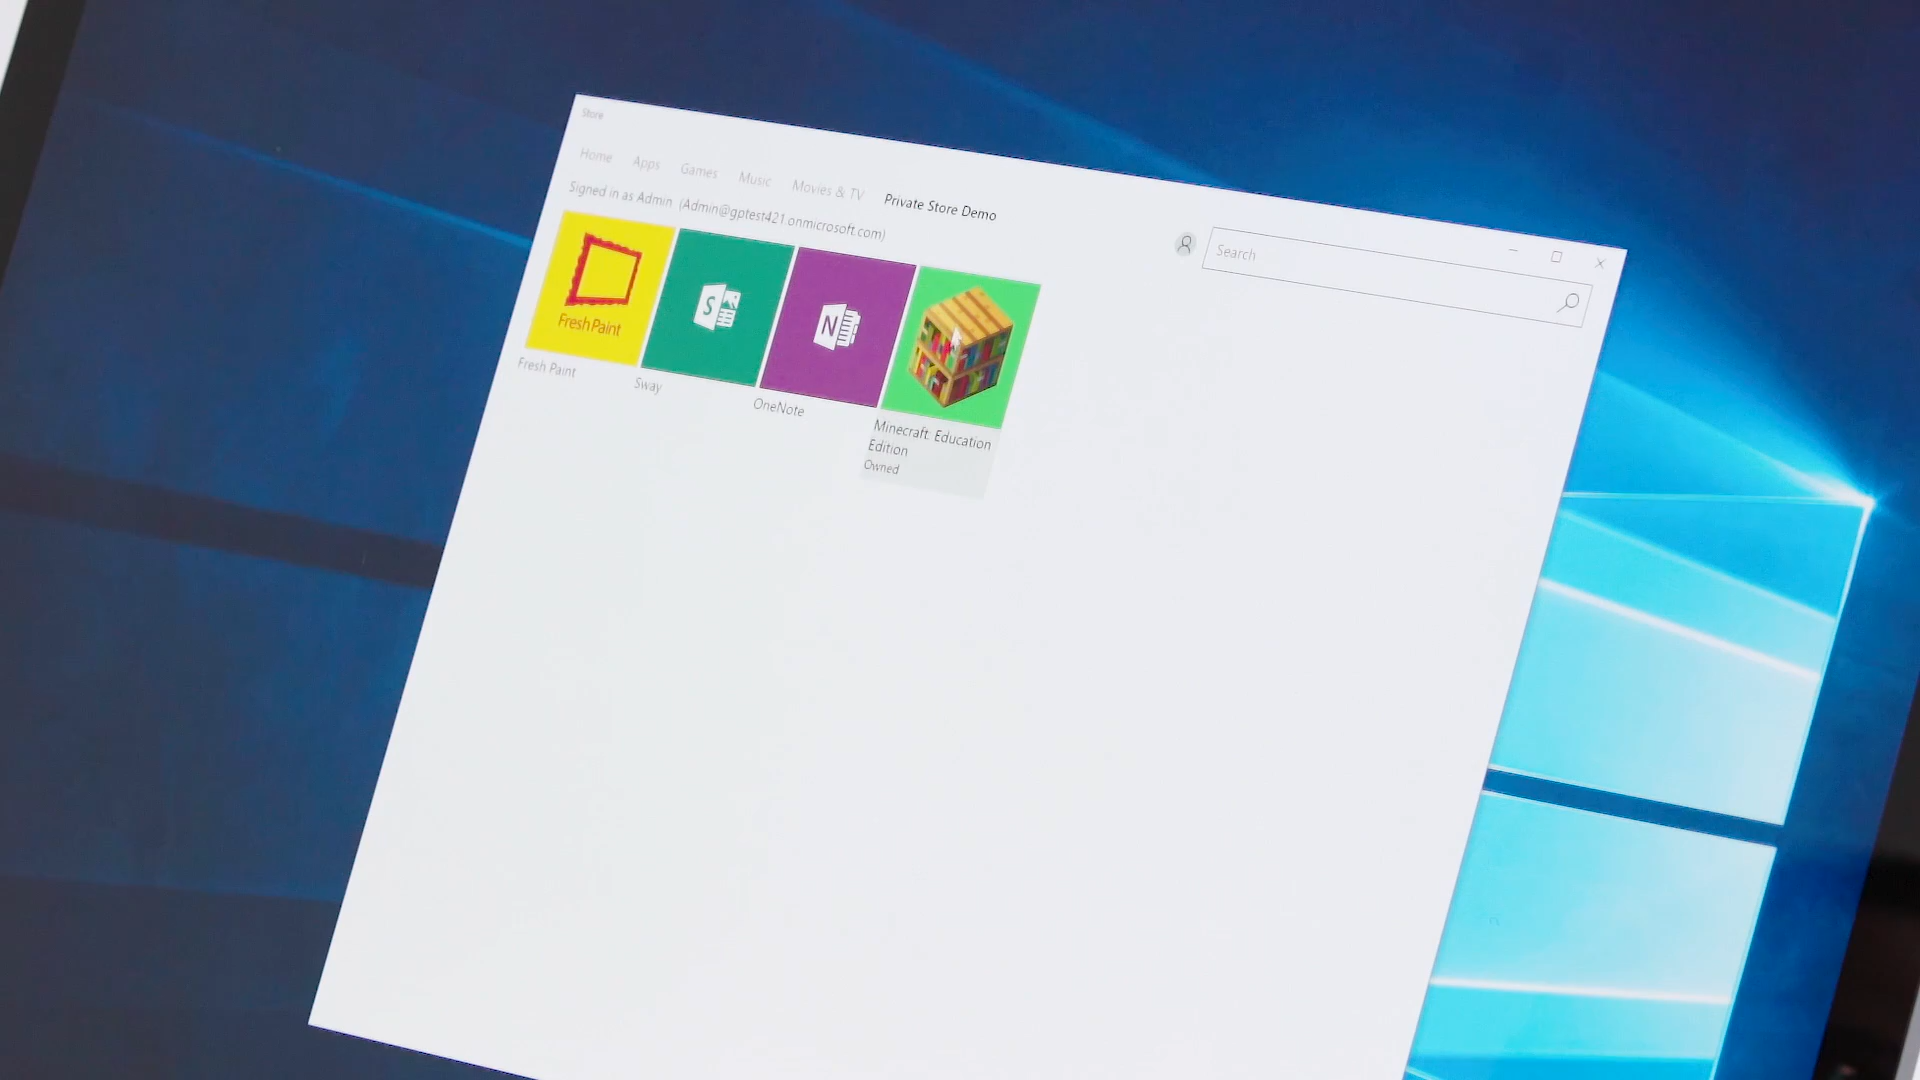 Store
Home Apps Games Music Movies & TV Private Store Demo
Signed in as Admin (Admin@gptest421.onmicrosoft.com)
Search
Fresh Paint
S
N
Fresh Paint
Sway
OneNote
Minecraft: Education
Edition
Owned